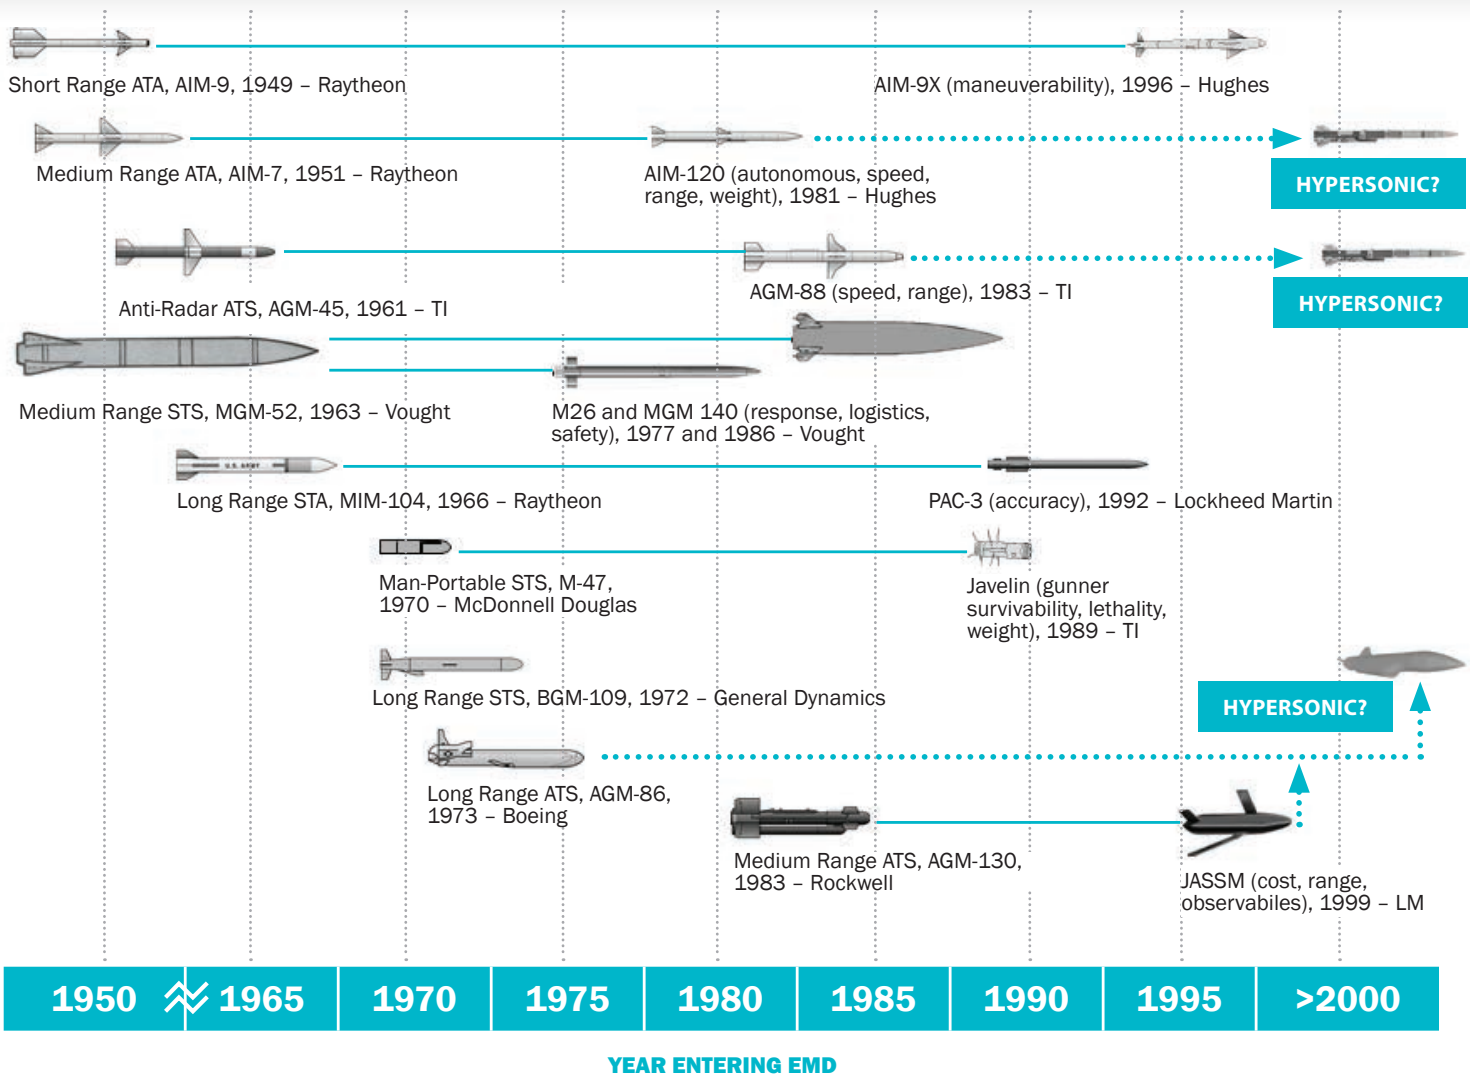 Short Range ATA, AIM-9, 1949 – Raytheon
AIM-9X (maneuverability), 1996 – Hughes
Medium Range ATA, AIM-7, 1951 – Raytheon
AIM-120 (autonomous, speed,
range, weight), 1981 – Hughes
HYPERSONIC?
Anti-Radar ATS, AGM-45, 1961 – TI
AGM-88 (speed, range), 1983 – TI
HYPERSONIC?
Medium Range STS, MGM-52, 1963 – Vought
M26 and MGM 140 (response, logistics,
safety), 1977 and 1986 – Vought
U.S. ARMY
Long Range STA, MIM-104, 1966 – Raytheon
PAC-3 (accuracy), 1992 – Lockheed Martin
Man-Portable STS, M-47,
1970 – McDonnell Douglas
Javelin (gunner
survivability, lethality,
weight), 1989 – TI
Long Range STS, BGM-109, 1972 – General Dynamics
HYPERSONIC?
Long Range ATS, AGM-86,
1973 – Boeing
Medium Range ATS, AGM-130,
1983 – Rockwell
JASSM (cost, range,
observabiles), 1999 – LM
1950 1965 1970 1975 1980 1985 1990 1995 >2000
YEAR ENTERING EMD